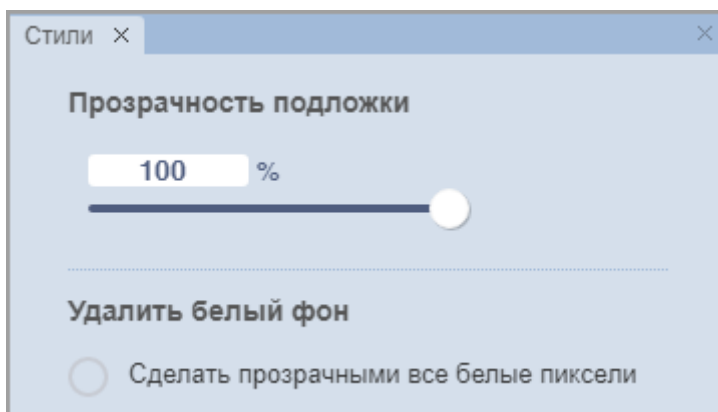 Стили
Прозрачность подложки
100 %
Удалить белый фон
Сделать прозрачными все белые пиксели